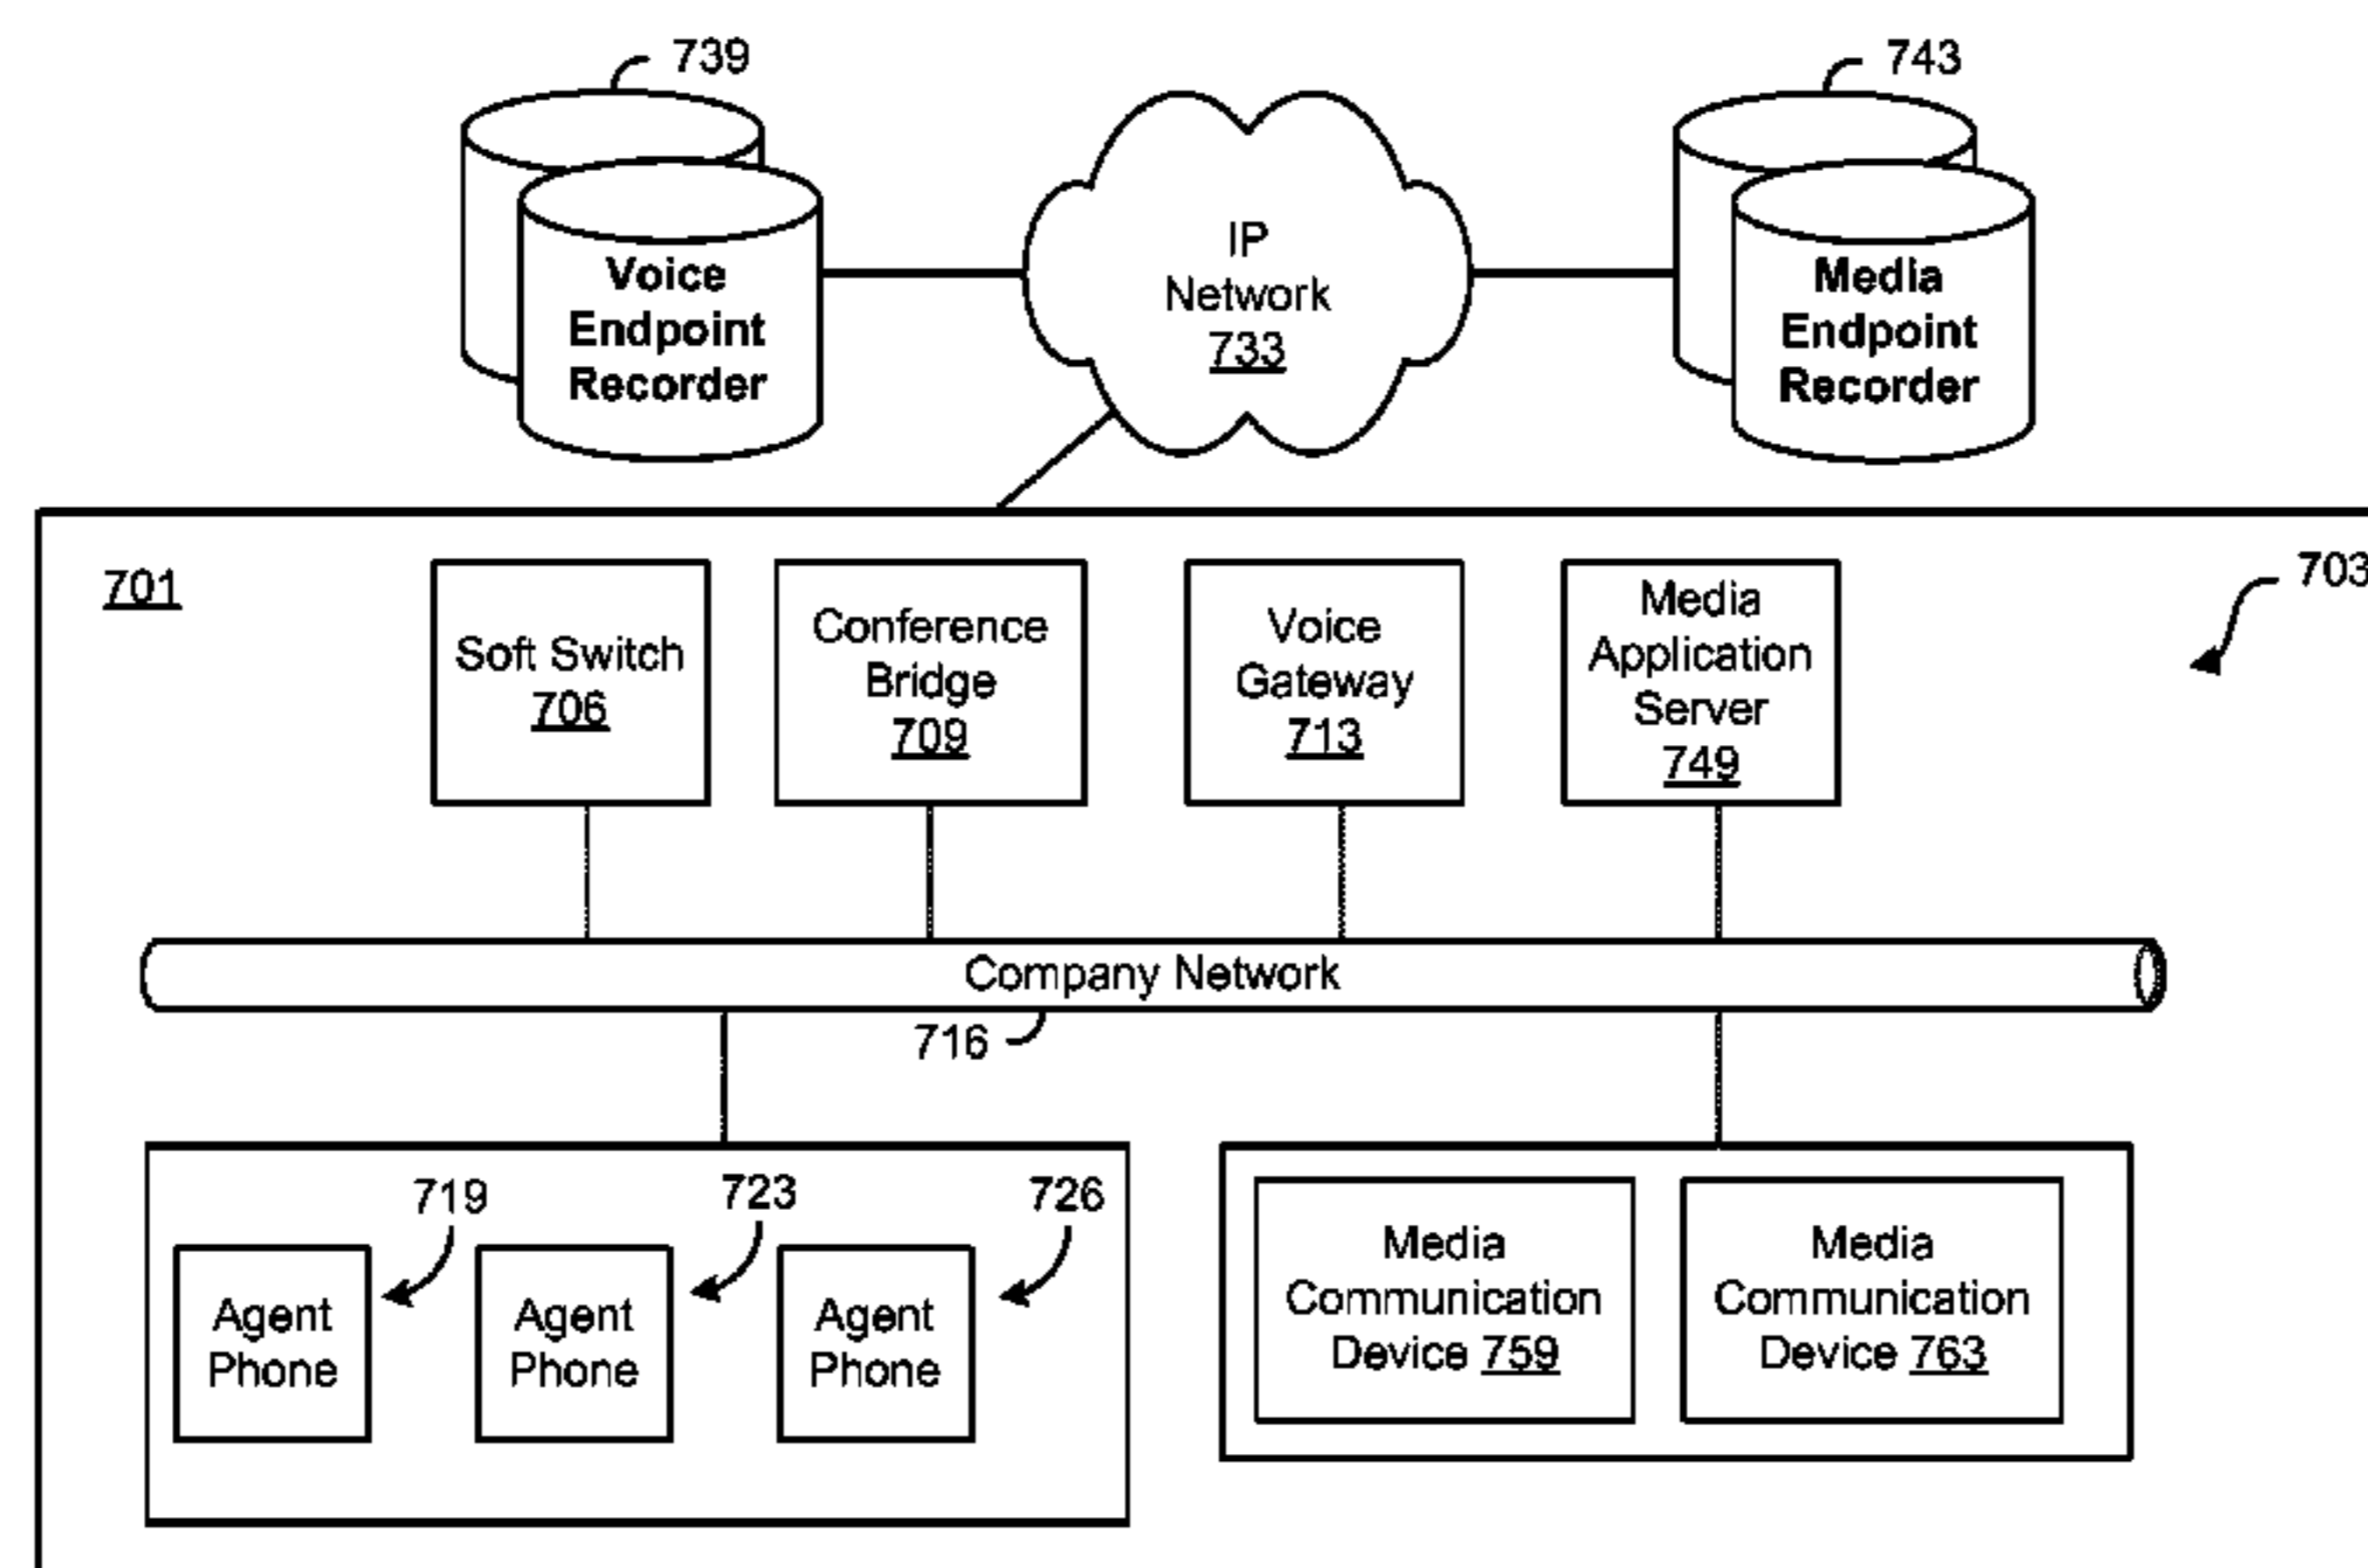 739
743
Voice
Endpoint
Recorder
IP
Network
733
Media
Endpoint
Recorder
701
703
Soft Switch
706
Conference
Bridge
709
Voice
Gateway
713
Media
Application
Server
749
Company Network
716
719
723
726
Agent
Phone
Agent
Phone
Agent
Phone
Media
Communication
Device 759
Media
Communication
Device 763